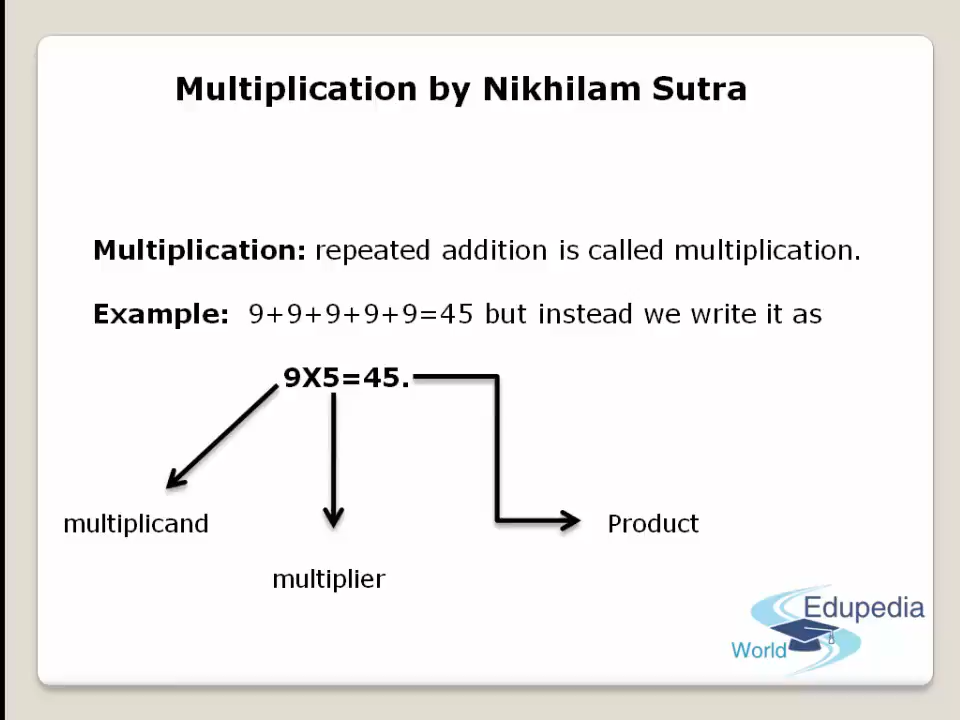 Multiplication by Nikhilam Sutra
Multiplication: repeated addition is called multiplication.
Example: 9+9+9+9+9=45 but instead we write it as
9X5=45.
multiplicand
Product
multiplier
Edupedia
World